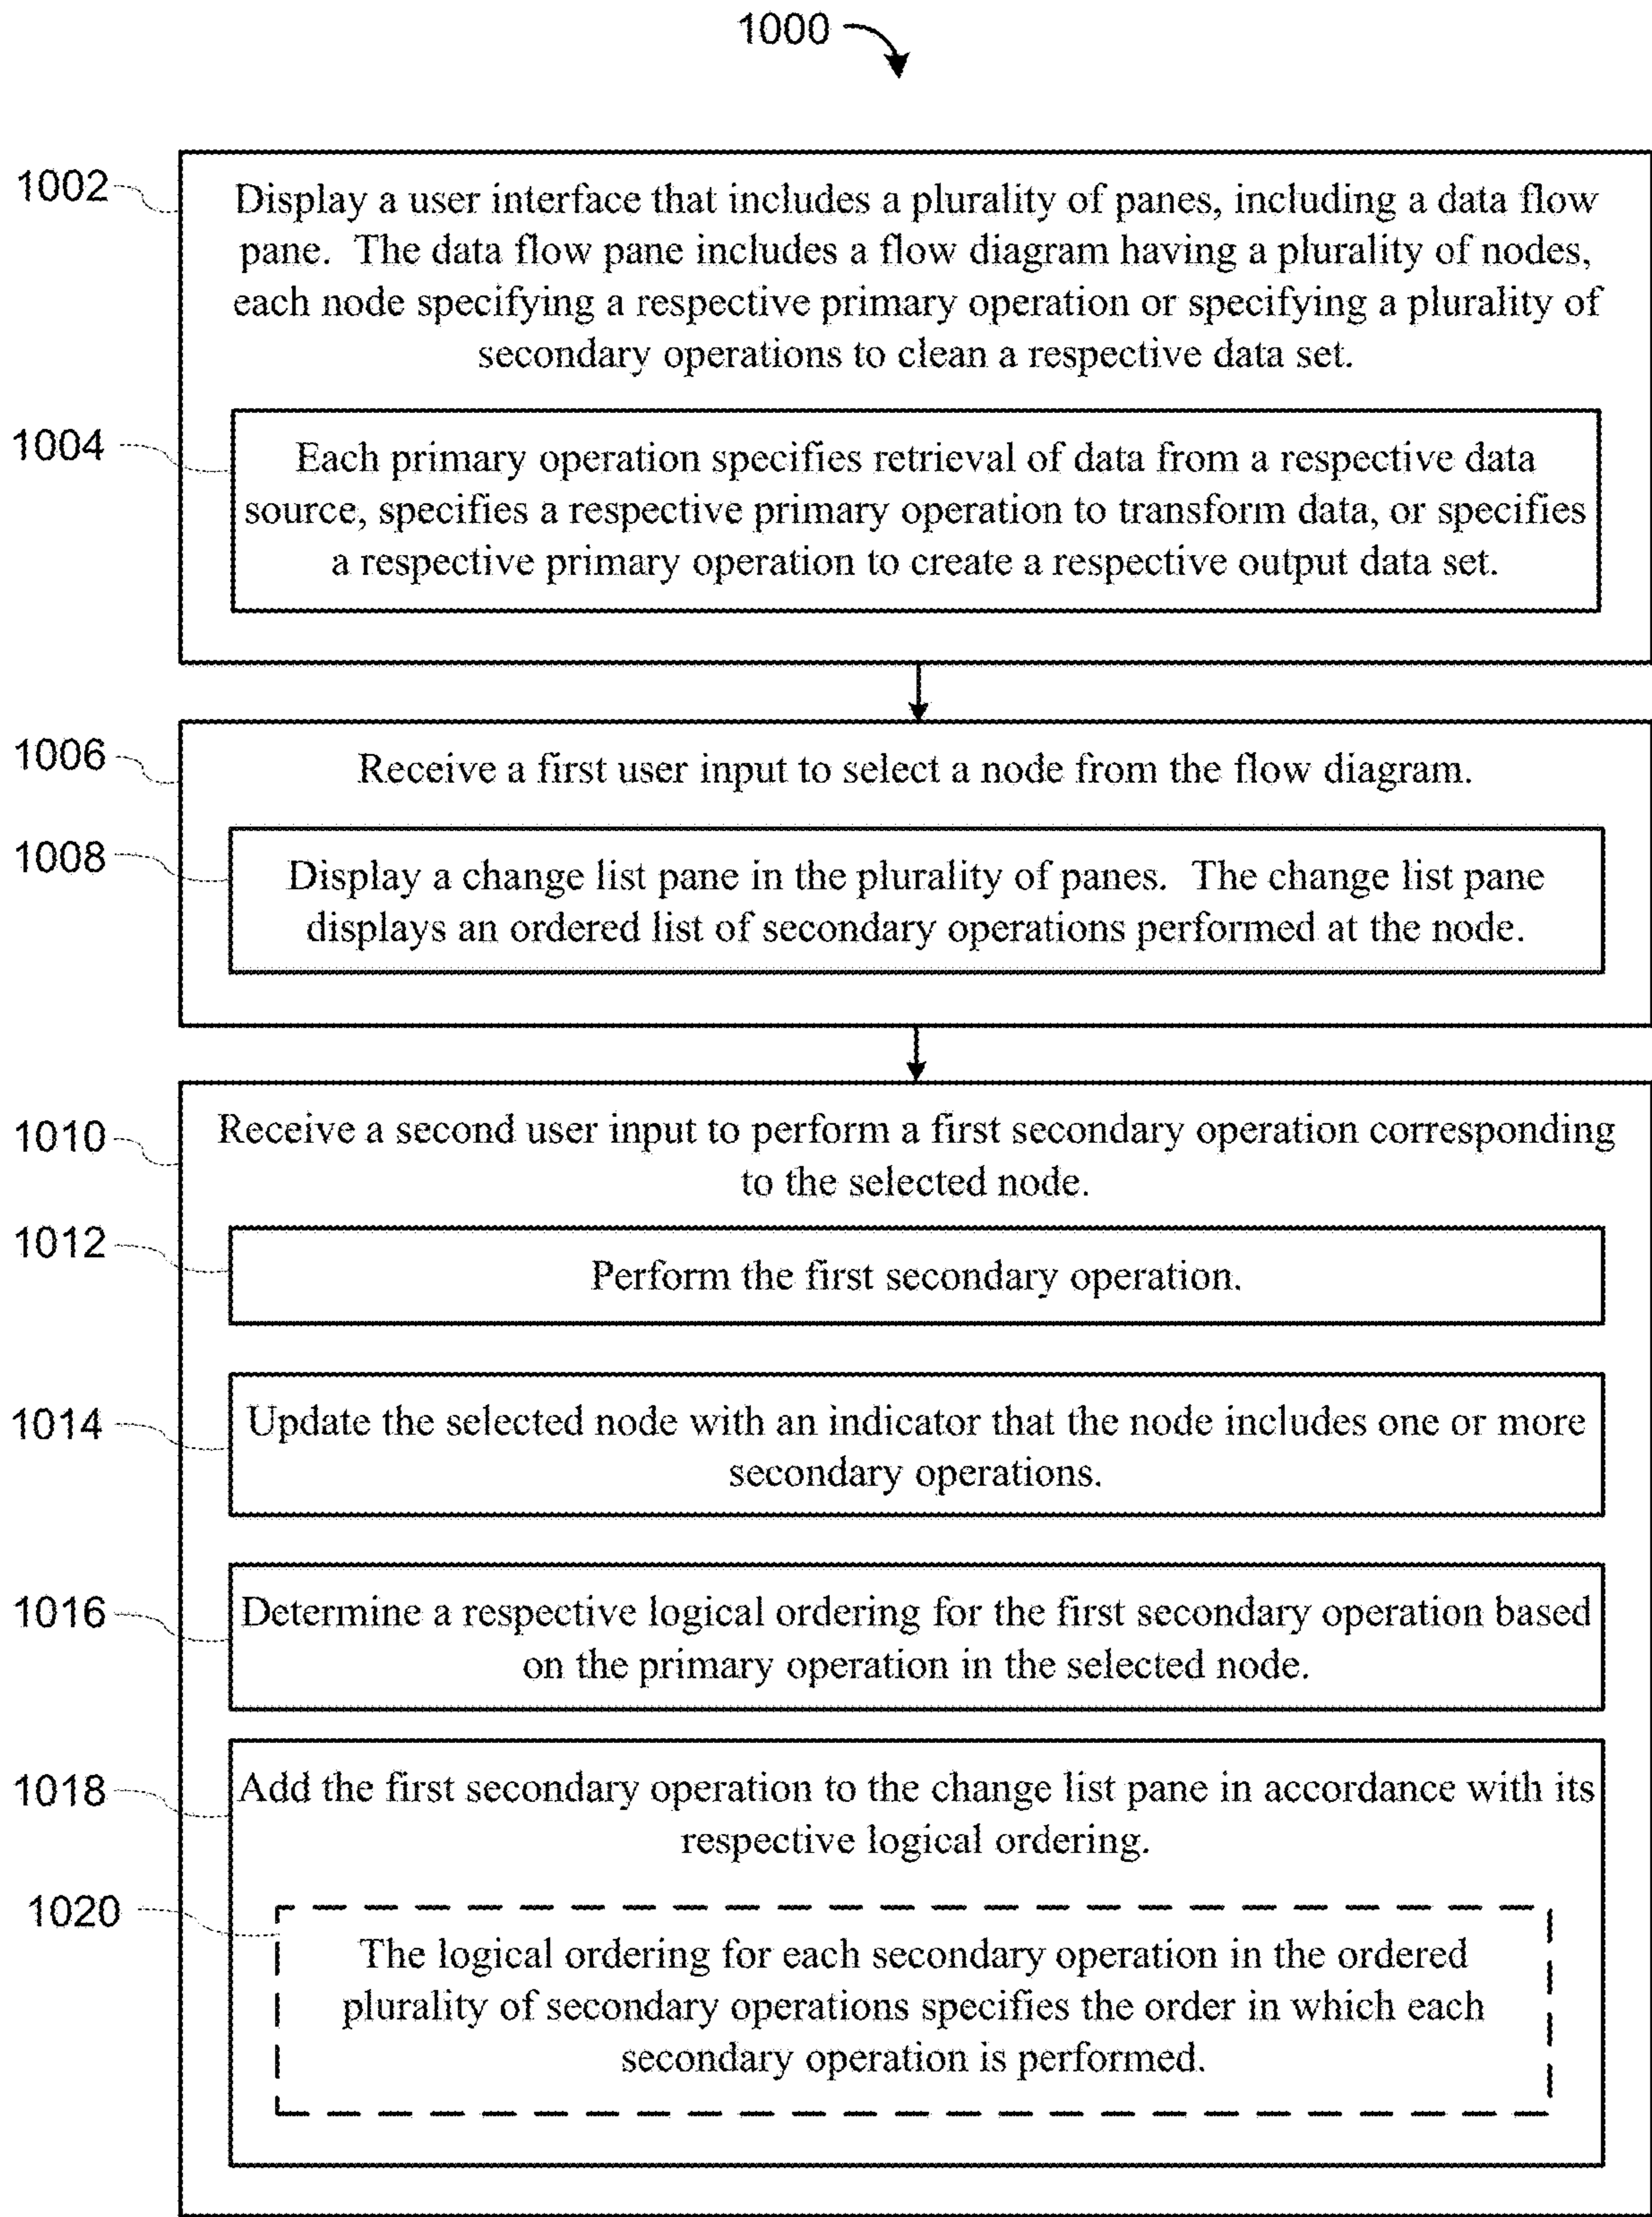 1000
1002
Display a user interface that includes a plurality of panes, including a data flow
pane. The data flow pane includes a flow diagram having a plurality of nodes,
each node specifying a respective primary operation or specifying a plurality of
secondary operations to clean a respective data set.
1004
Each primary operation specifies retrieval of data from a respective data
source, specifies a respective primary operation to transform data, or specifies
a respective primary operation to create a respective output data set.
1006
Receive a first user input to select a node from the flow diagram.
1008
Display a change list pane in the plurality of panes. The change list pane
displays an ordered list of secondary operations performed at the node.
1010
Receive a second user input to perform a first secondary operation corresponding
to the selected node.
1012
Perform the first secondary operation.
1014
Update the selected node with an indicator that the node includes one or more
secondary operations.
1016
Determine a respective logical ordering for the first secondary operation based
on the primary operation in the selected node.
1018
Add the first secondary operation to the change list pane in accordance with its
respective logical ordering.
1020
The logical ordering for each secondary operation in the ordered
plurality of secondary operations specifies the order in which each
secondary operation is performed.